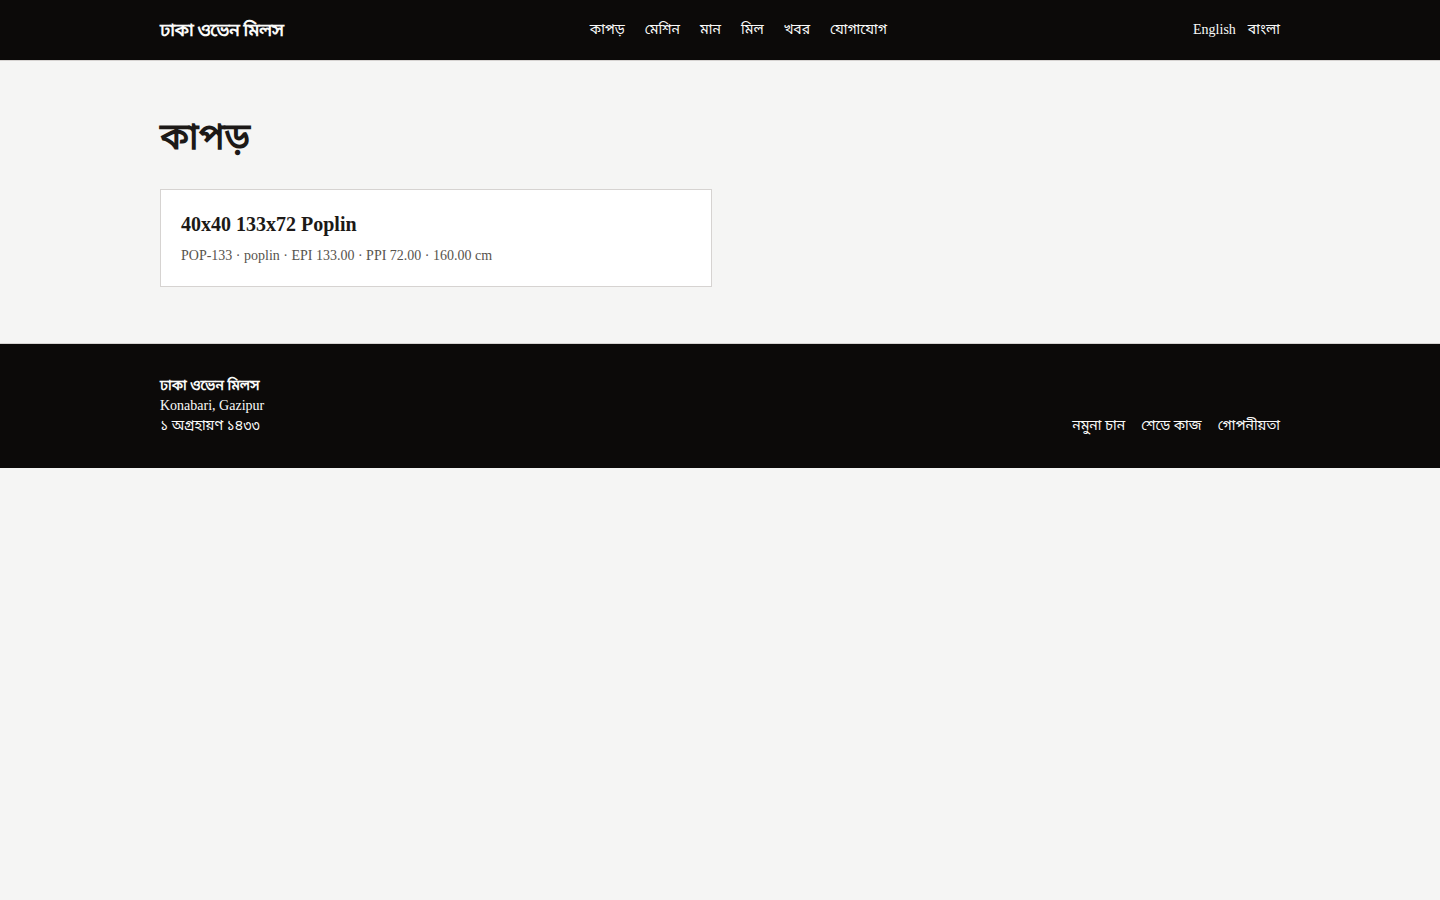 ঢাকা ওভেন মিলস
কাপড় মেশিন মান মিল খবর যোগাযোগ
English বাংলা
কাপড়
40x40 133x72 Poplin
POP-133 · poplin · EPI 133.00 · PPI 72.00 · 160.00 cm
ঢাকা ওভেন মিলস
Konabari, Gazipur
১ অগ্রহায়ণ ১৪৩৩
নমুনা চান শেডে কাজ গোপনীয়তা